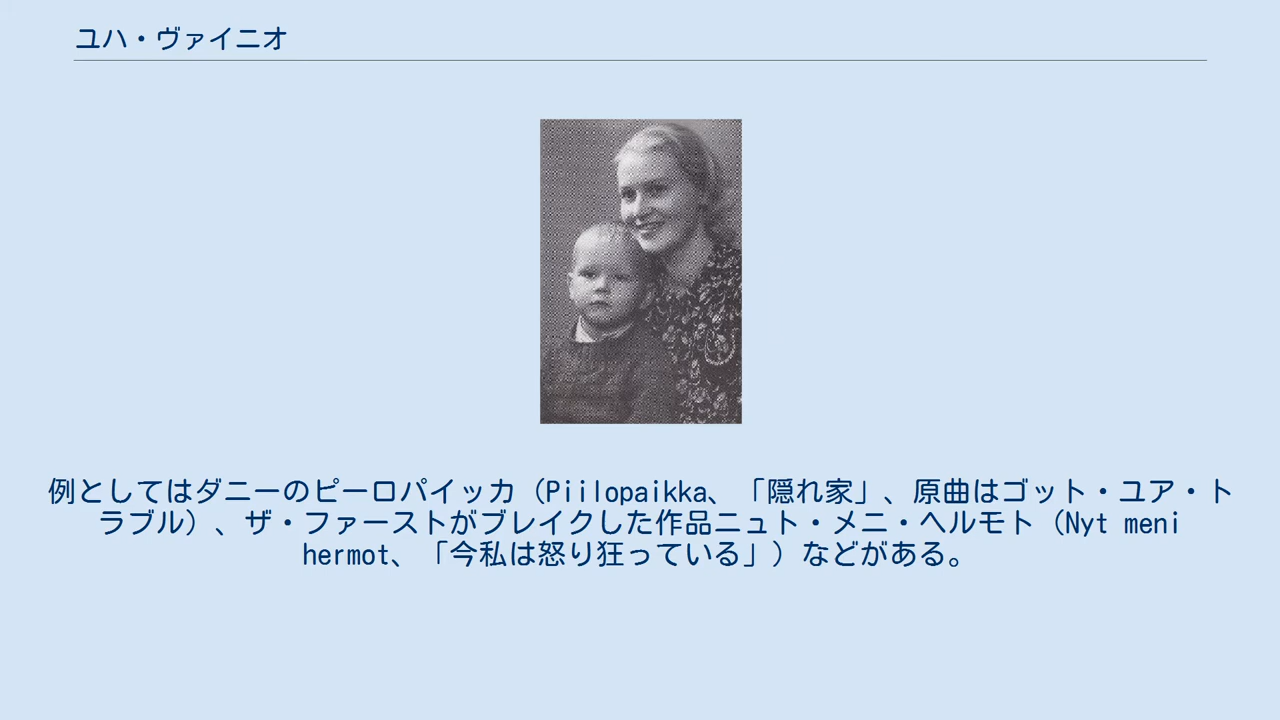 ユハ・ヴァイニオ
例としてはダニーのピーロパイッカ（Piilopaikka、「隠れ家」、原曲はゴット・ユア・ト
ラブル）、ザ・ファーストがブレイクした作品ニュト・メニ・ヘルモト（Nyt meni
hermot、「今私は怒り狂っている」）などがある。